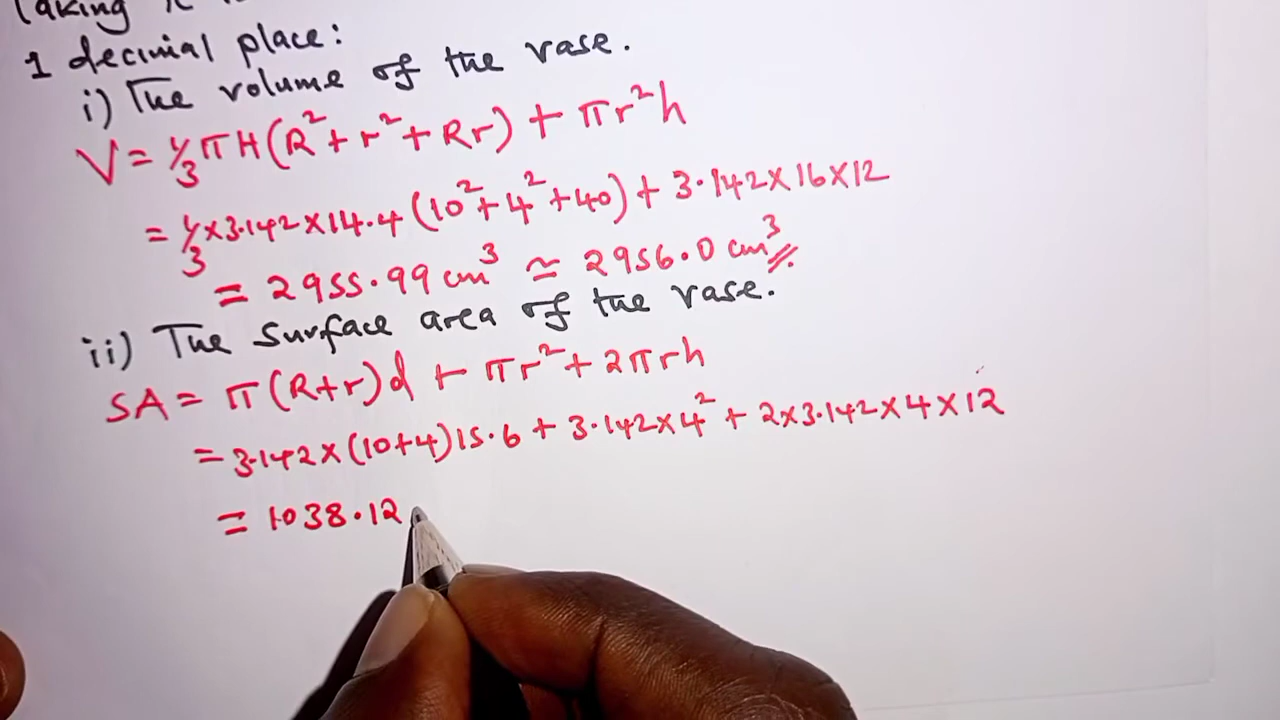 Taking π
1 decimal place:
i) The volume of the vase.
V = 1/3 π H (R² + r² + Rr) + πr²h
= 1/3 × 3.142 × 14.4 (10² + 4² + 40) + 3.142 × 16 × 12
= 2955.99 cm³ ≃ 2956.0 cm³
ii) The surface area of the vase.
SA = π(R+r)d + πr² + 2πrh
= 3.142 × (10+4)15.6 + 3.142 × 4² + 2 × 3.142 × 4 × 12
= 1038.12